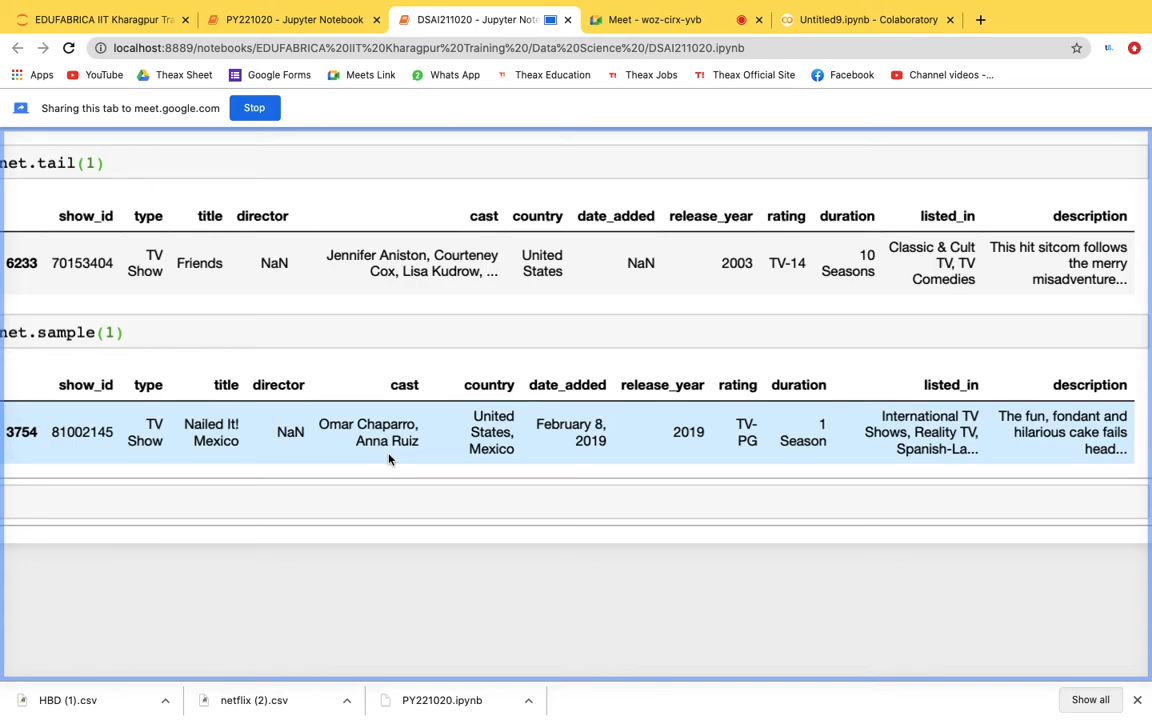 EDUFABRICA IIT Kharagpur Tra
PY221020 - Jupyter Notebook
DSAI211020 - Jupyter Note
Meet - woz-cirx-yvb
Untitled9.ipynb - Colaboratory
localhost:8889/notebooks/EDUFABRICA%20IIT%20Kharagpur%20Training%20/Data%20Science%20/DSAI211020.ipynb
Apps
YouTube
Theax Sheet
Google Forms
Meets Link
Whats App
Theax Education
Theax Jobs
Theax Official Site
Facebook
Channel videos -...
Sharing this tab to meet.google.com
Stop
net.tail(1)
show_id type title director cast country date_added release_year rating duration listed_in description
6233 70153404 TV Show Friends NaN Jennifer Aniston, Courteney Cox, Lisa Kudrow, ... United States NaN 2003 TV-14 10 Seasons Classic & Cult TV, TV Comedies This hit sitcom follows the merry misadventure...
net.sample(1)
show_id type title director cast country date_added release_year rating duration listed_in description
3754 81002145 TV Show Nailed It! Mexico NaN Omar Chaparro, Anna Ruiz United States, Mexico February 8, 2019 2019 TV-PG 1 Season International TV Shows, Reality TV, Spanish-La... The fun, fondant and hilarious cake fails head...
HBD (1).csv
netflix (2).csv
PY221020.ipynb
Show all